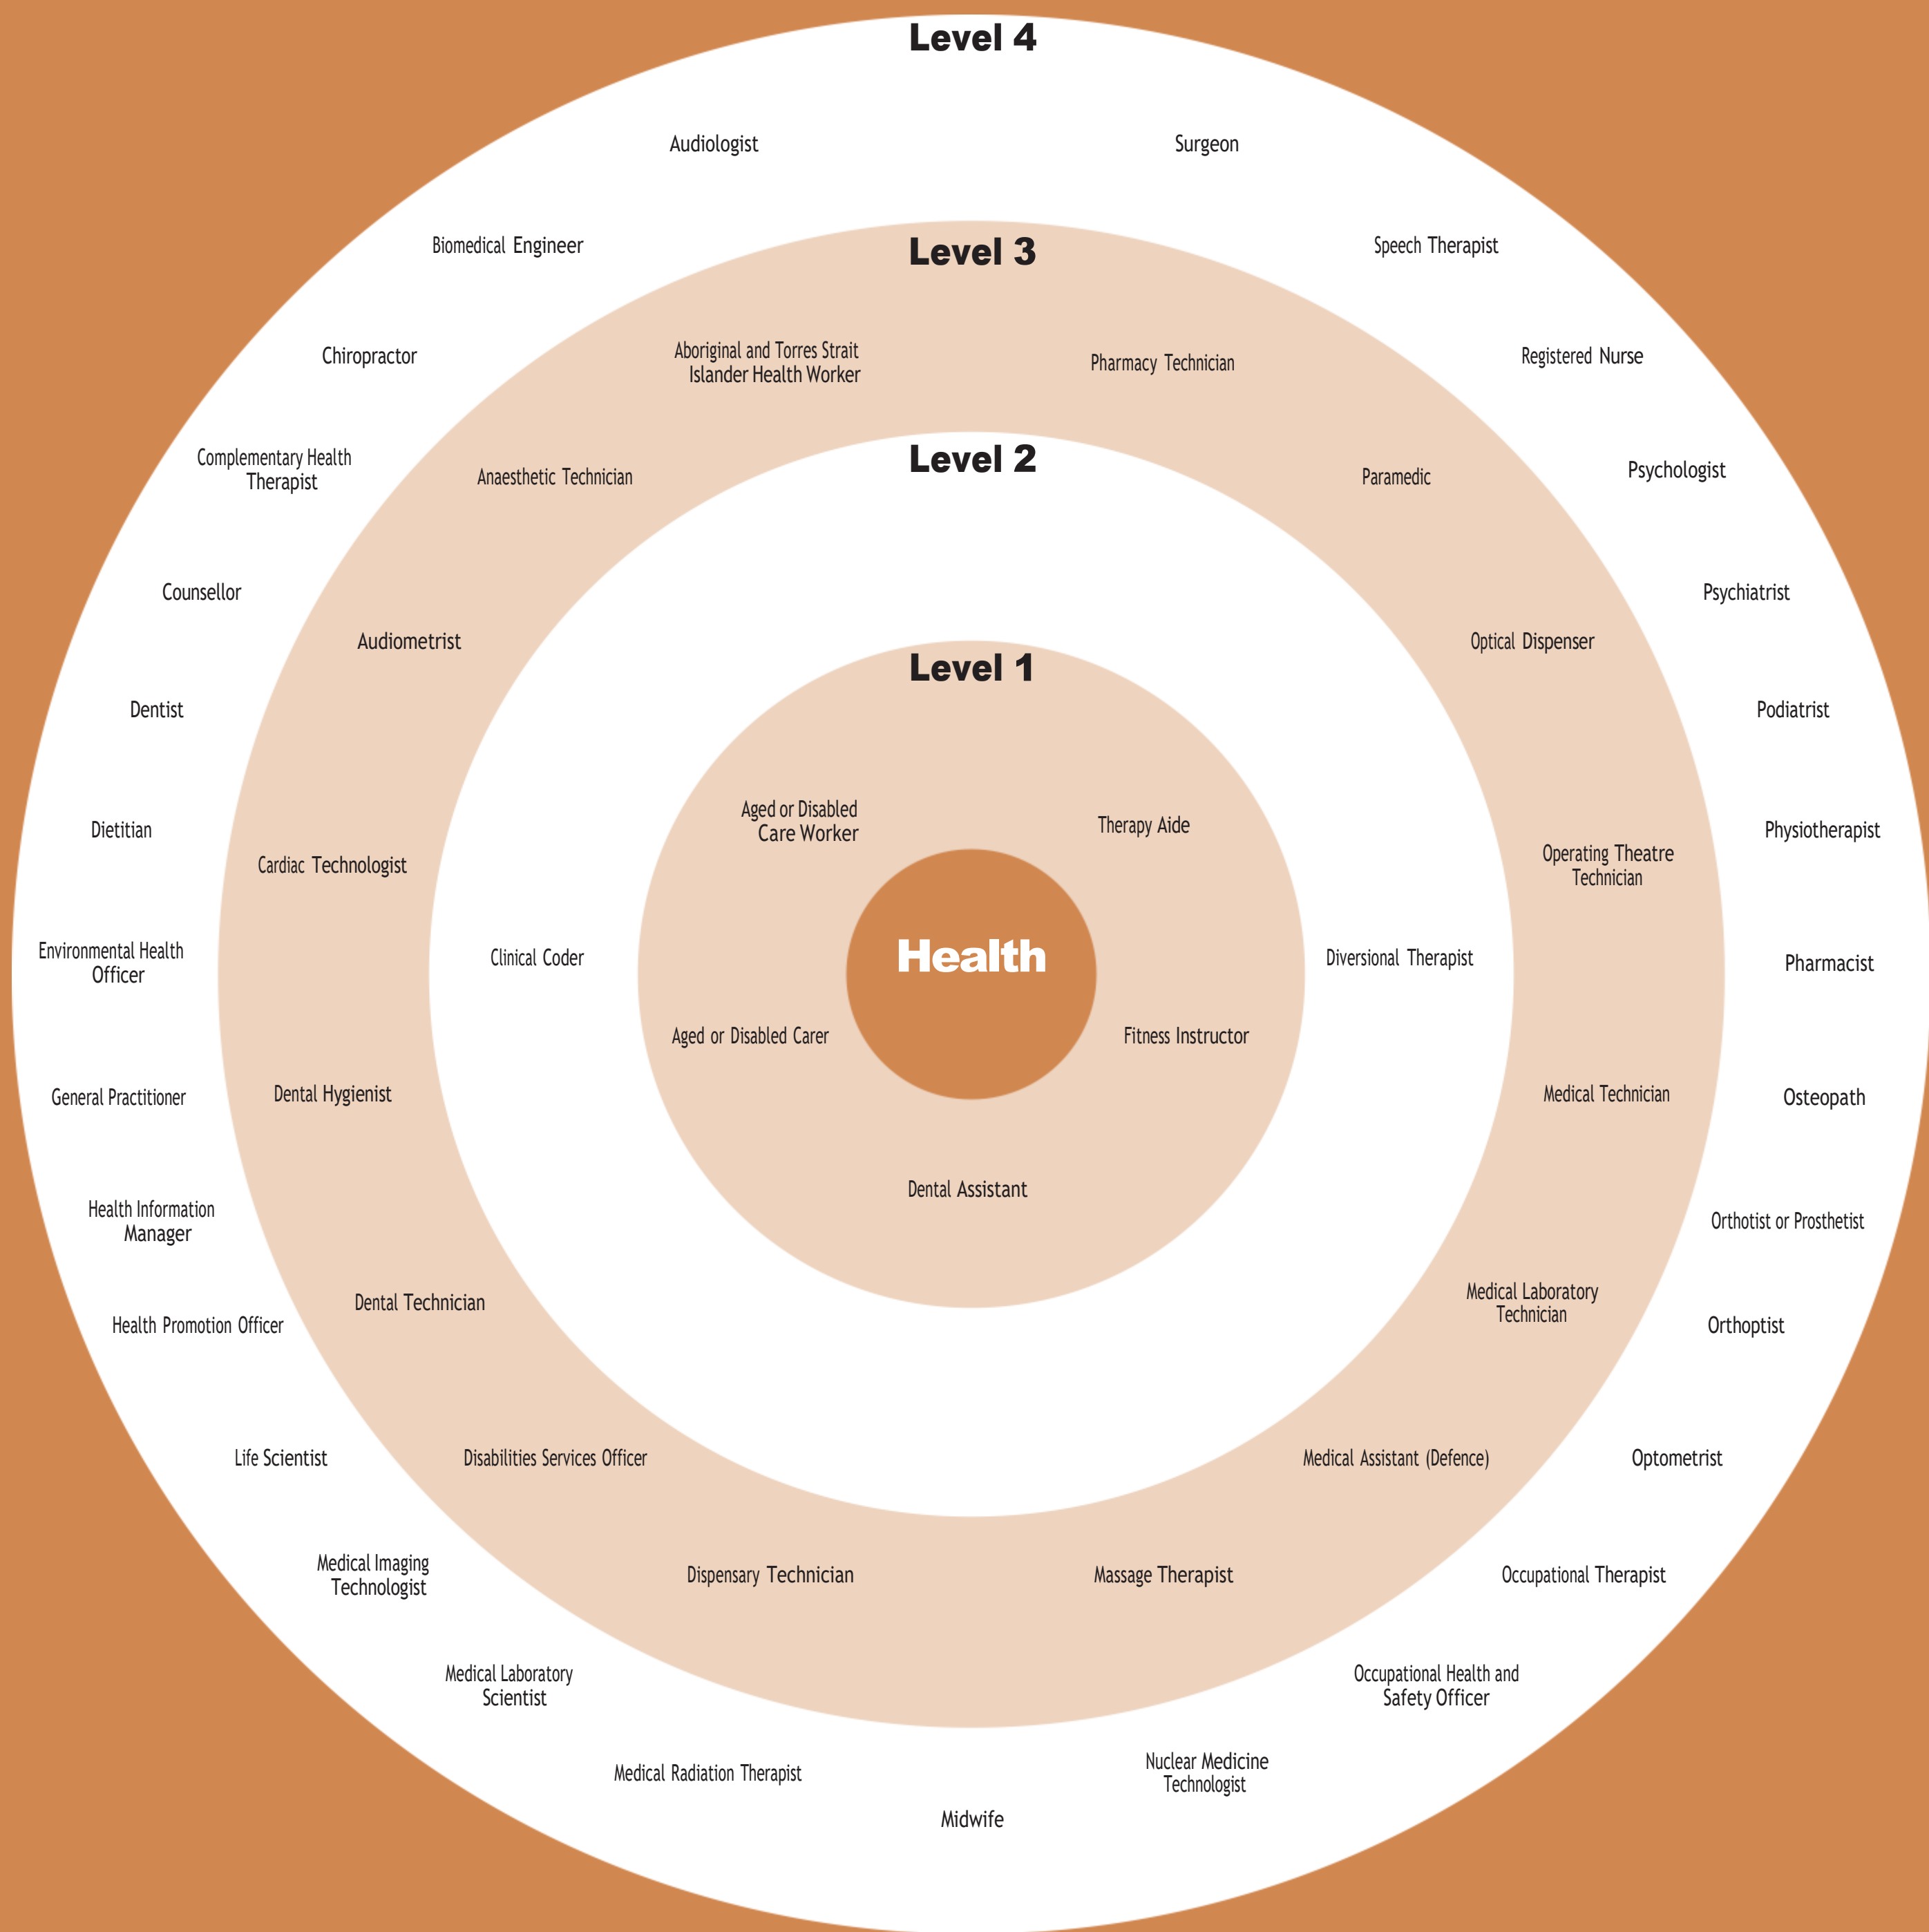 Level 4
Audiologist
Surgeon
Biomedical Engineer
Speech Therapist
Level 3
Chiropractor
Aboriginal and Torres Strait
Islander Health Worker
Pharmacy Technician
Registered Nurse
Complementary Health
Therapist
Anaesthetic Technician
Level 2
Paramedic
Psychologist
Counsellor
Psychiatrist
Audiometrist
Level 1
Optical Dispenser
Dentist
Podiatrist
Dietitian
Aged or Disabled
Care Worker
Therapy Aide
Physiotherapist
Cardiac Technologist
Operating Theatre
Technician
Environmental Health
Officer
Clinical Coder
Health
Diversional Therapist
Pharmacist
Aged or Disabled Carer
Fitness Instructor
General Practitioner
Dental Hygienist
Medical Technician
Osteopath
Dental Assistant
Health Information
Manager
Orthotist or Prosthetist
Health Promotion Officer
Dental Technician
Medical Laboratory
Technician
Orthoptist
Life Scientist
Disabilities Services Officer
Medical Assistant (Defence)
Optometrist
Medical Imaging
Technologist
Dispensary Technician
Massage Therapist
Occupational Therapist
Medical Laboratory
Scientist
Occupational Health and
Safety Officer
Medical Radiation Therapist
Nuclear Medicine
Technologist
Midwife